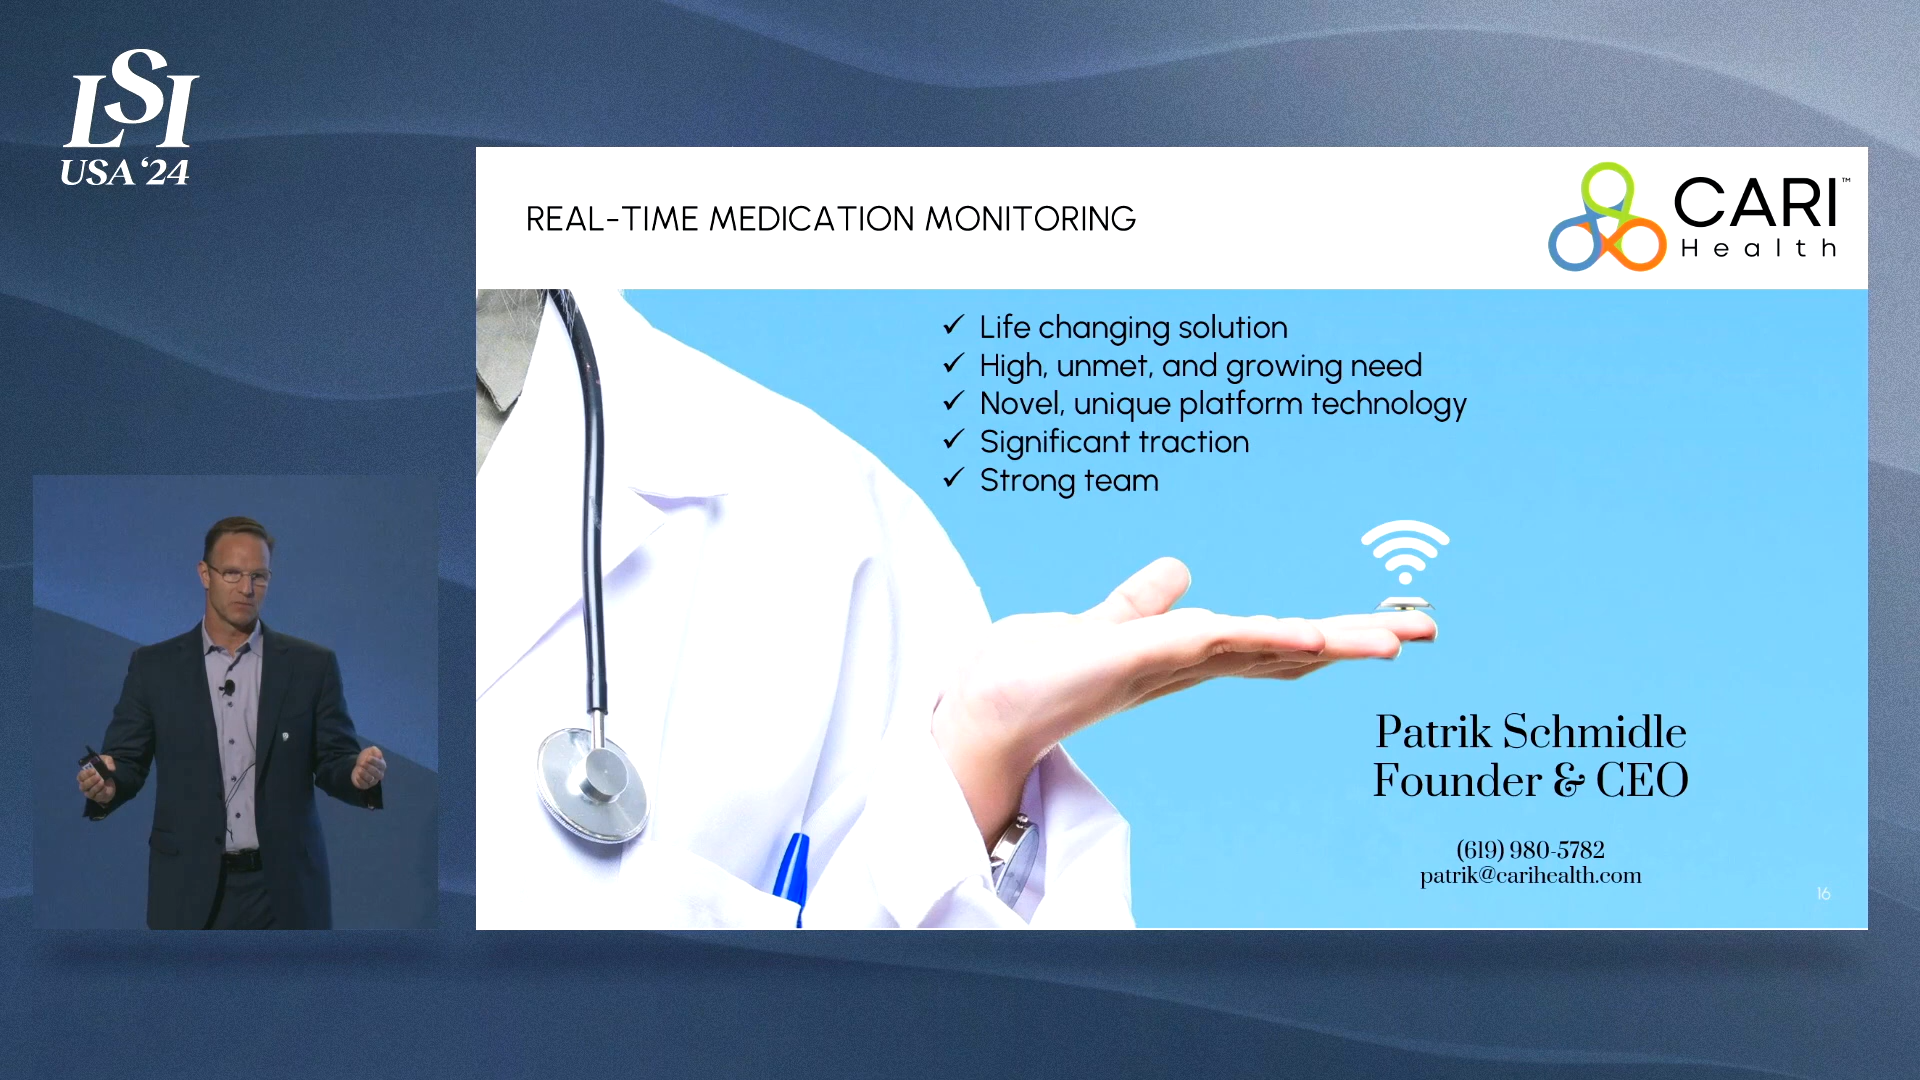 LSI
USA '24
REAL-TIME MEDICATION MONITORING
CARI™
Health
✓ Life changing solution
✓ High, unmet, and growing need
✓ Novel, unique platform technology
✓ Significant traction
✓ Strong team
Patrik Schmidle
Founder & CEO
(619) 980-5782
patrik@carihealth.com
16